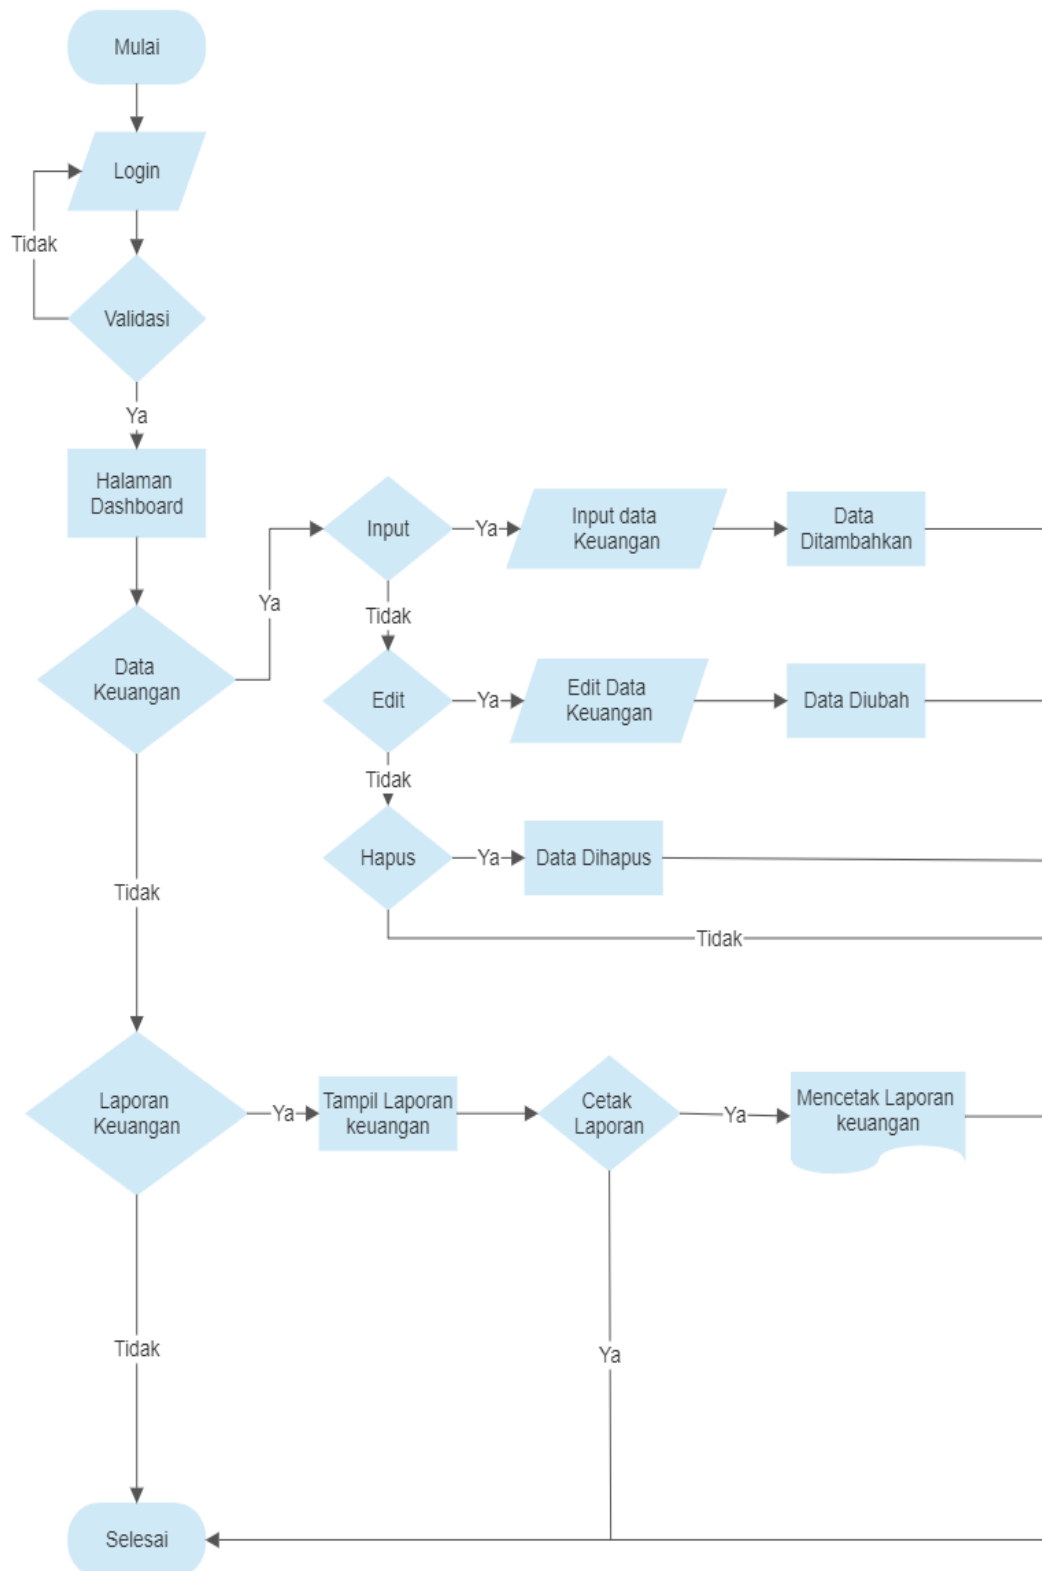 Mulai
Login
Tidak
Validasi
Ya
Halaman
Dashboard
Data
Keuangan
Ya
Input
Ya
Input data
Keuangan
Data
Ditambahkan
Tidak
Edit
Ya
Edit Data
Keuangan
Data Diubah
Tidak
Hapus
Ya
Data Dihapus
Tidak
Tidak
Laporan
Keuangan
Ya
Tampil Laporan
keuangan
Cetak
Laporan
Ya
Mencetak Laporan
keuangan
Tidak
Ya
Selesai